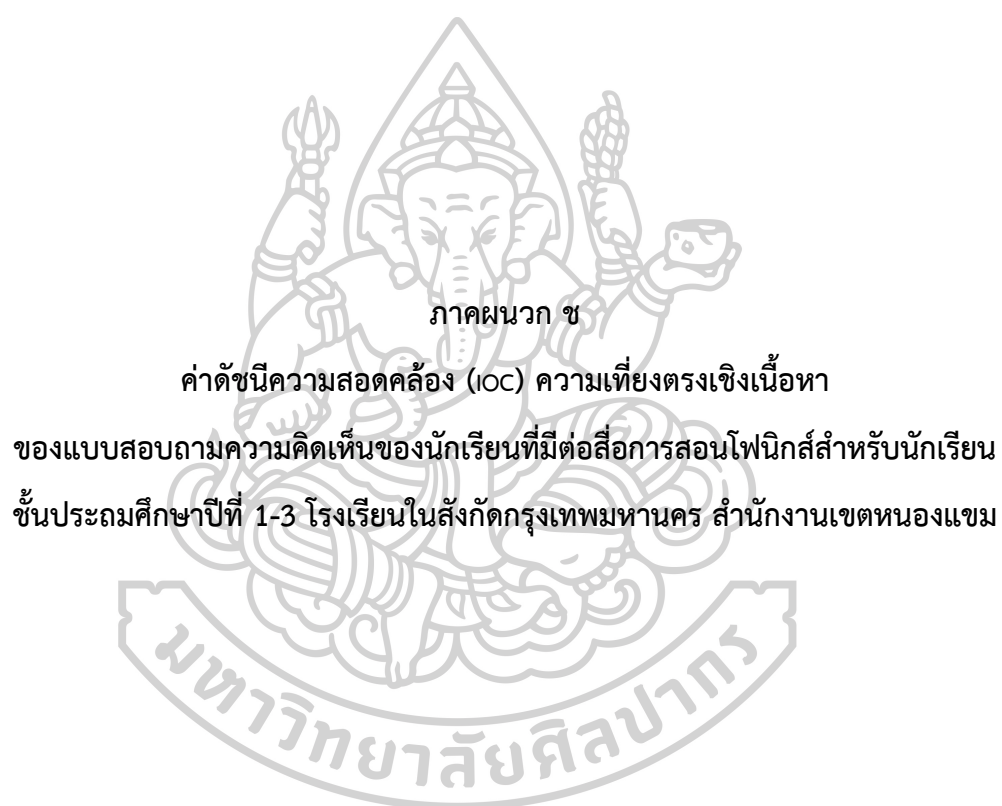 ภาคผนวก ซ
ค่าดัชนีความสอดคล้อง (IOC) ความเที่ยงตรงเชิงเนื้อหา
ของแบบสอบถามความคิดเห็นของนักเรียนที่มีต่อสื่อการสอนโฟนิกส์สำหรับนักเรียน
ชั้นประถมศึกษาปีที่ 1-3 โรงเรียนในสังกัดกรุงเทพมหานคร สำนักงานเขตหนองแขม
มหาวิทยาลัยศิลปากร